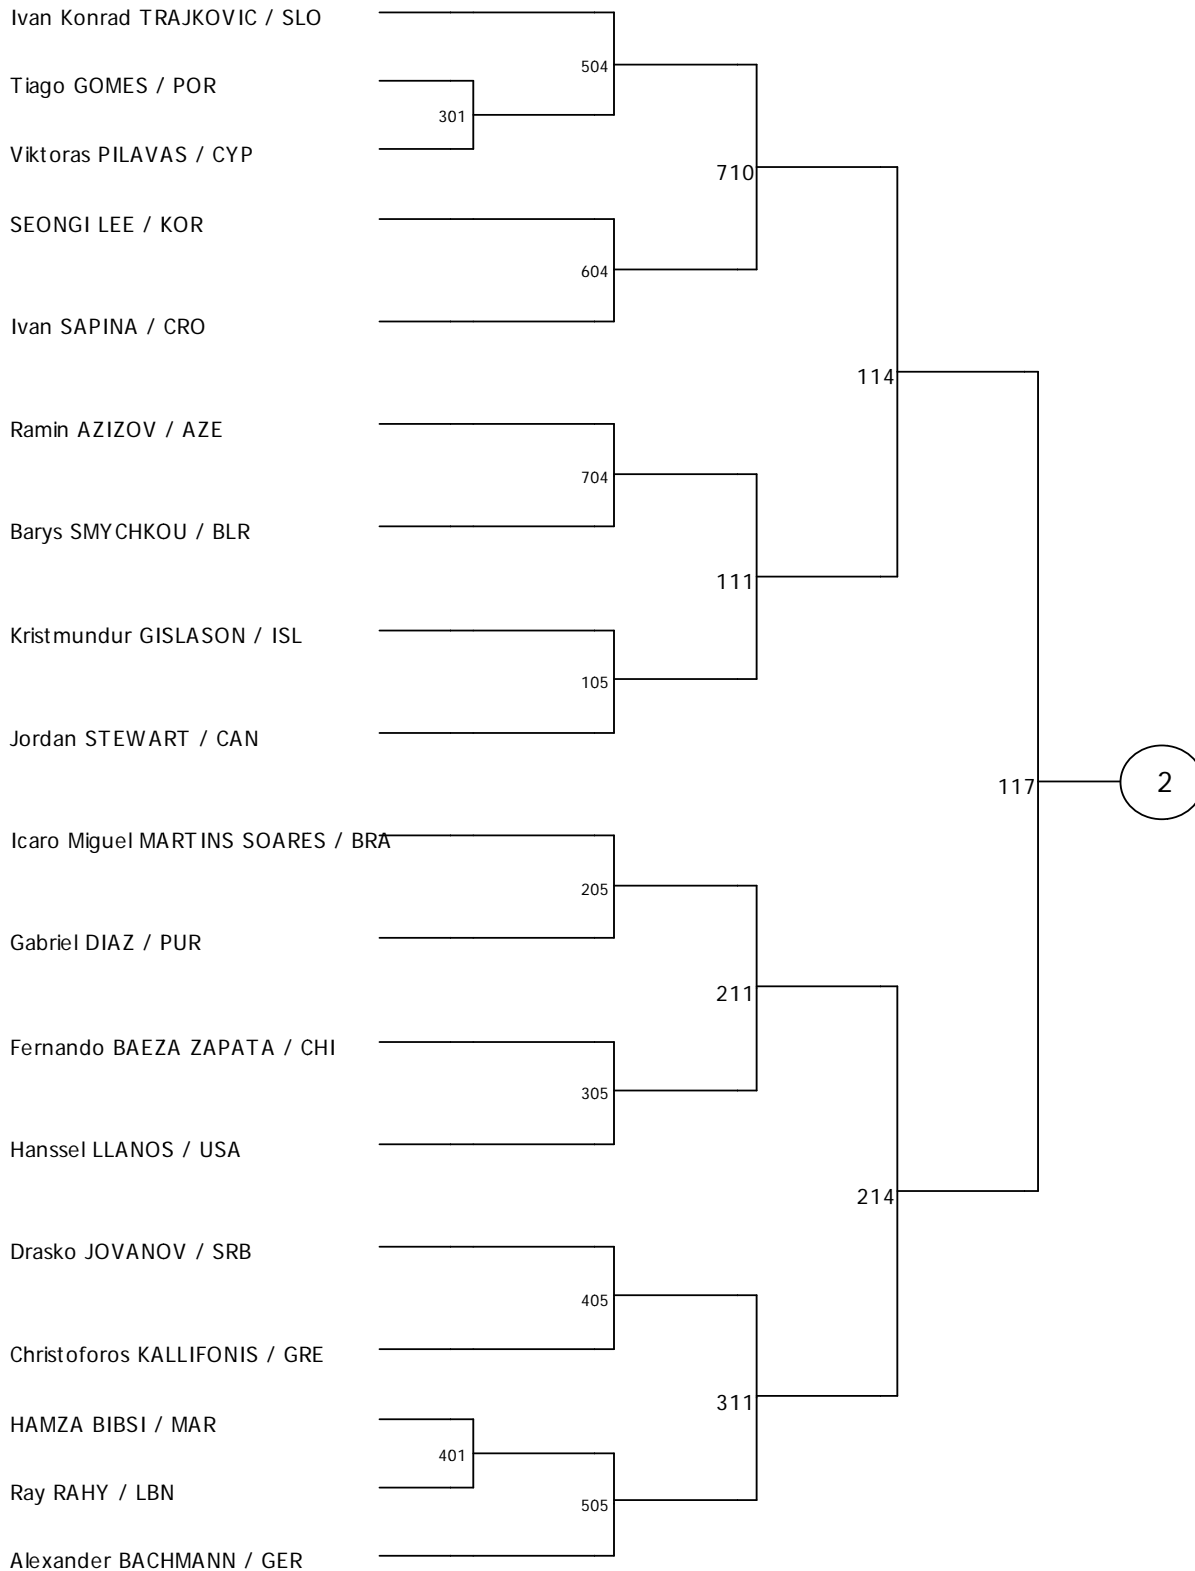 Ivan Konrad TRAJKOVIC / SLO
504
Tiago GOMES / POR
301
Viktoras PILAVAS / CYP
710
SEONGI LEE / KOR
604
Ivan SAPINA / CRO
114
Ramin AZIZOV / AZE
704
Barys SMYCHKOU / BLR
111
Kristmundur GISLASON / ISL
105
Jordan STEWART / CAN
117
2
Icaro Miguel MARTINS SOARES / BRA
205
Gabriel DIAZ / PUR
211
Fernando BAEZA ZAPATA / CHI
305
Hanssel LLANOS / USA
214
Drasko JOVANOV / SRB
405
Christoforos KALLIFONIS / GRE
311
HAMZA BIBSI / MAR
401
Ray RAHY / LBN
505
Alexander BACHMANN / GER